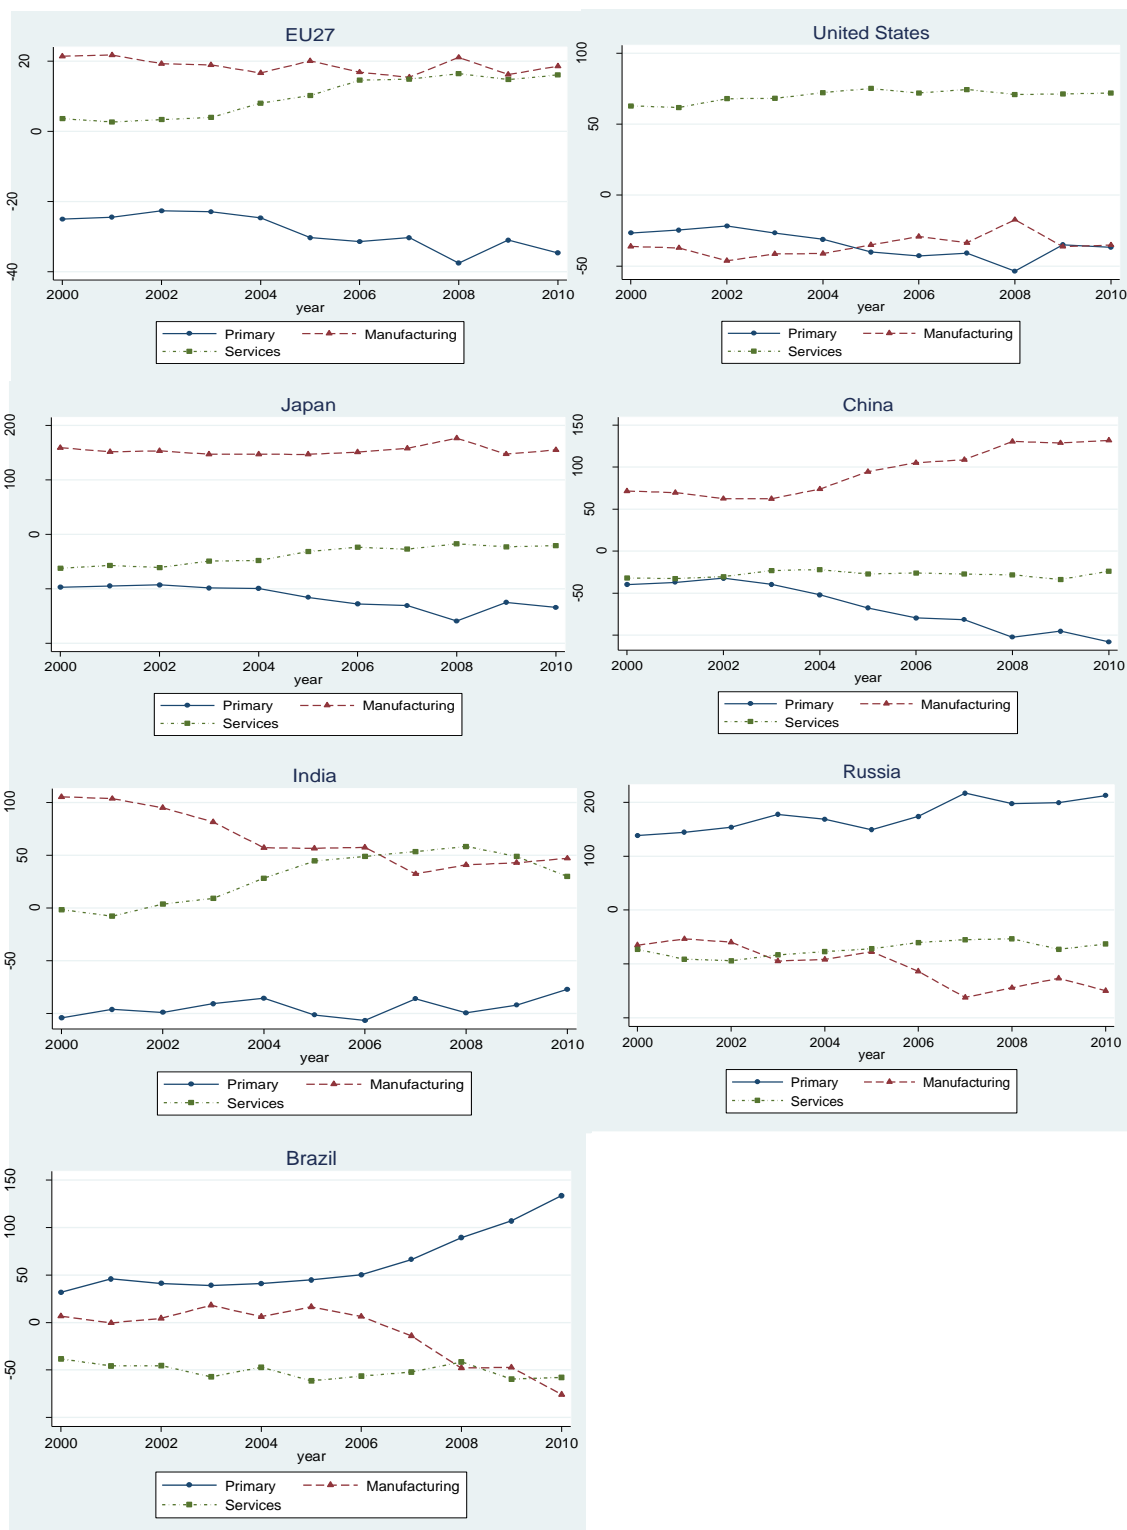 EU27
20
0
-20
-40
2000 2002 2004 2006 2008 2010
year
Primary Manufacturing
Services
United States
100
50
0
-50
2000 2002 2004 2006 2008 2010
year
Primary Manufacturing
Services
Japan
200
100
0
2000 2002 2004 2006 2008 2010
year
Primary Manufacturing
Services
China
150
100
50
0
-50
2000 2002 2004 2006 2008 2010
year
Primary Manufacturing
Services
India
100
50
0
-50
2000 2002 2004 2006 2008 2010
year
Primary Manufacturing
Services
Russia
200
100
0
2000 2002 2004 2006 2008 2010
year
Primary Manufacturing
Services
Brazil
150
100
50
0
-50
2000 2002 2004 2006 2008 2010
year
Primary Manufacturing
Services